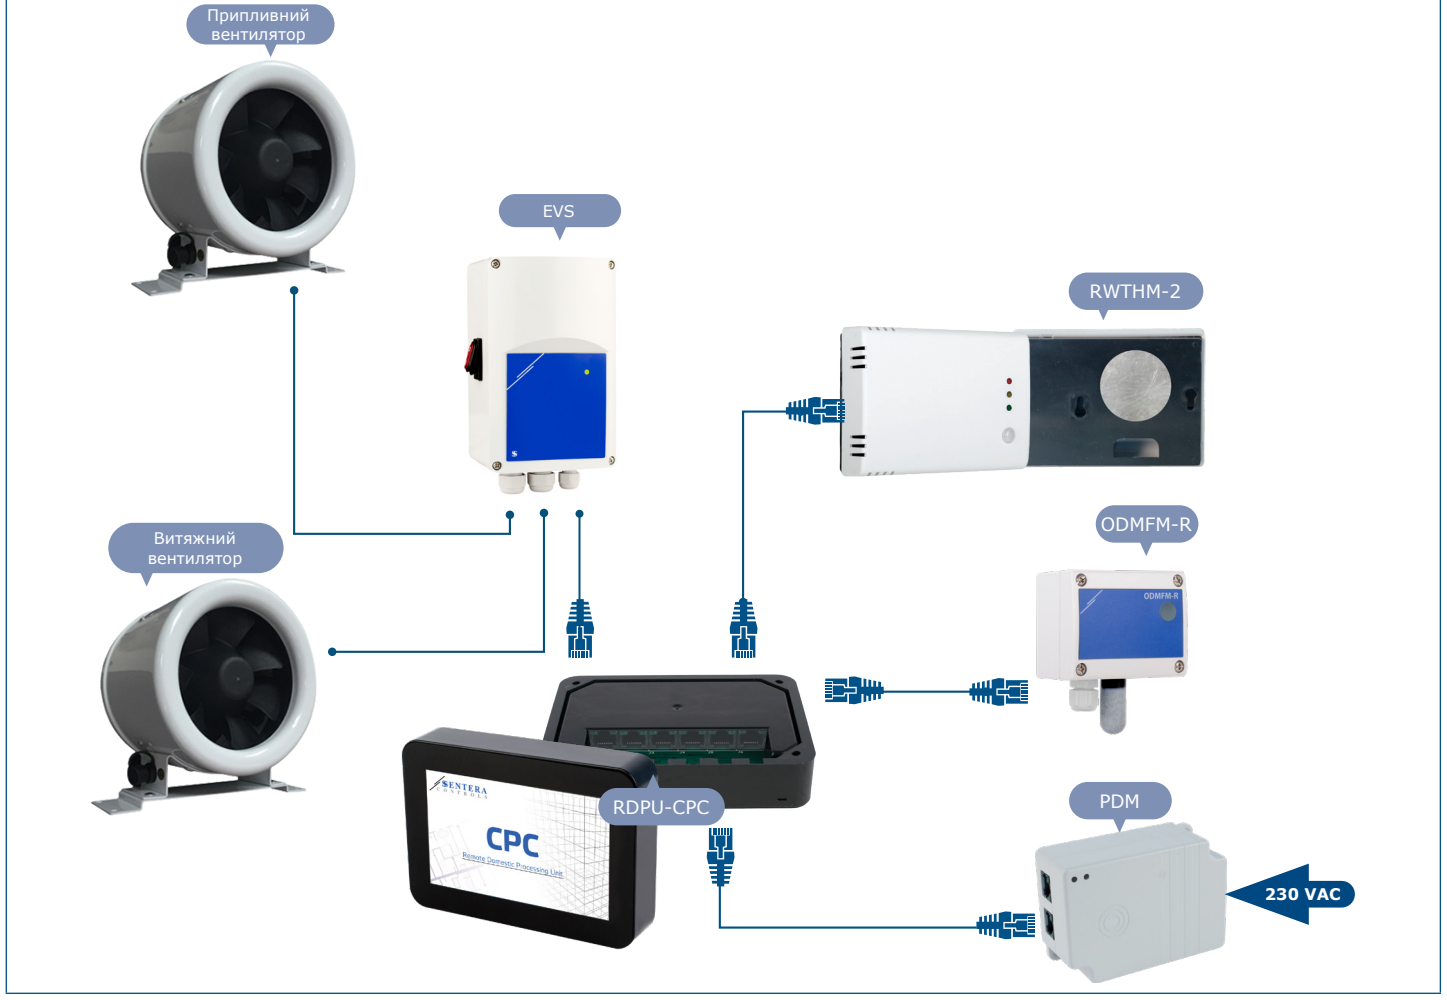 Припливний
вентилятор
EVS
RWTHM-2
ODMFM-R
ODMFM-R
Витяжний
вентилятор
SENTERA
CONTROLS
CPC
Remote Domestic Processing Unit
RDPU-CPC
PDM
230 VAC